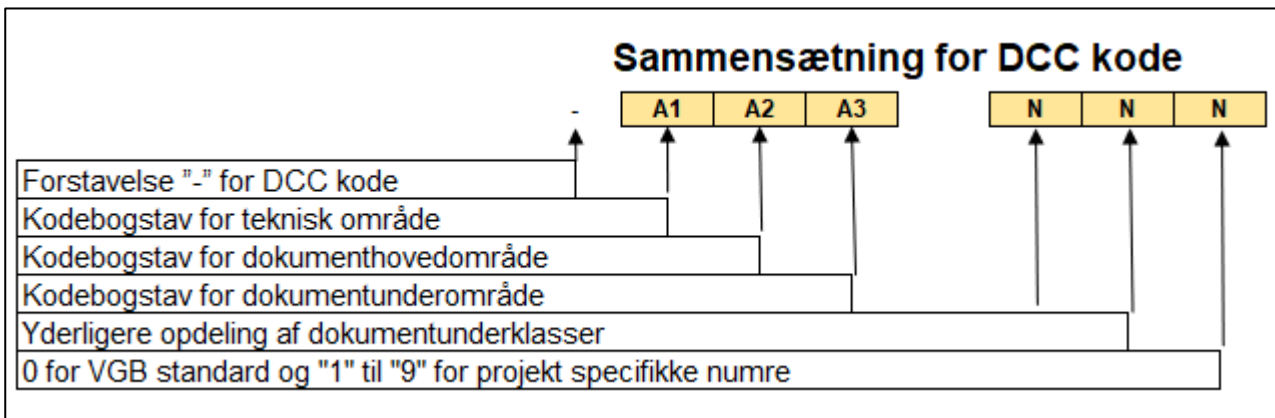 Sammensætning for DCC kode
- A1 A2 A3 N N N
Forstavelse "-" for DCC kode
Kodebogstav for teknisk område
Kodebogstav for dokumenthovedområde
Kodebogstav for dokumentunderområde
Yderligere opdeling af dokumentunderklasser
0 for VGB standard og "1" til "9" for projekt specifikke numre